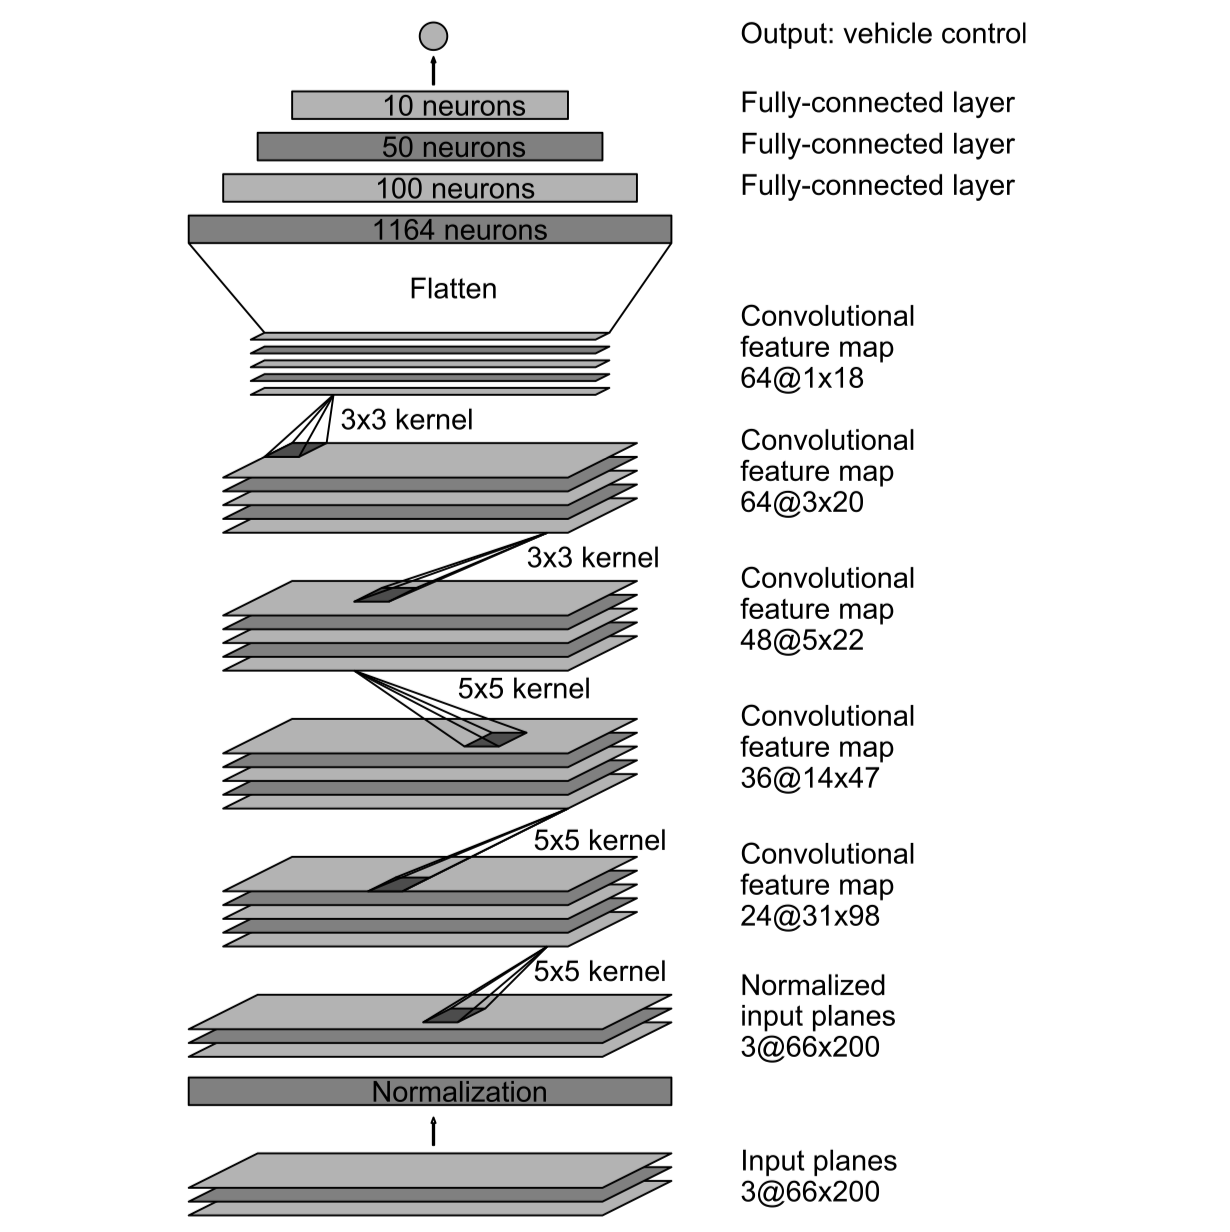 Output: vehicle control
10 neurons
Fully-connected layer
50 neurons
Fully-connected layer
100 neurons
Fully-connected layer
1164 neurons
Flatten
Convolutional
feature map
64@1x18
3x3 kernel
Convolutional
feature map
64@3x20
3x3 kernel
Convolutional
feature map
48@5x22
5x5 kernel
Convolutional
feature map
36@14x47
5x5 kernel
Convolutional
feature map
24@31x98
5x5 kernel
Normalized
input planes
3@66x200
Normalization
Input planes
3@66x200